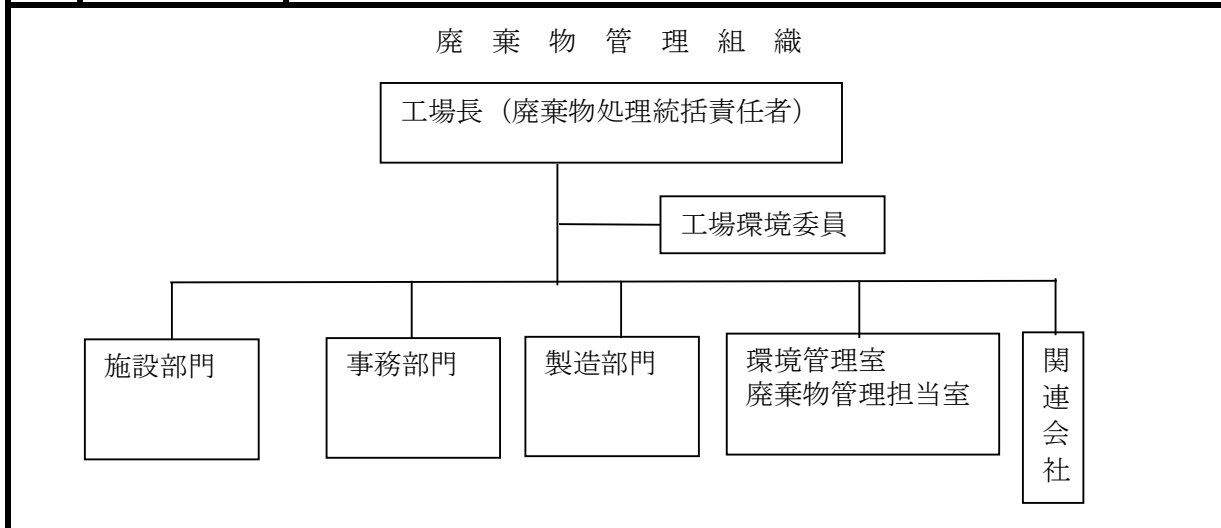 廃棄物管理組織
工場長（廃棄物処理統括責任者）
工場環境委員
施設部門
事務部門
製造部門
環境管理室
廃棄物管理担当室
関連会社